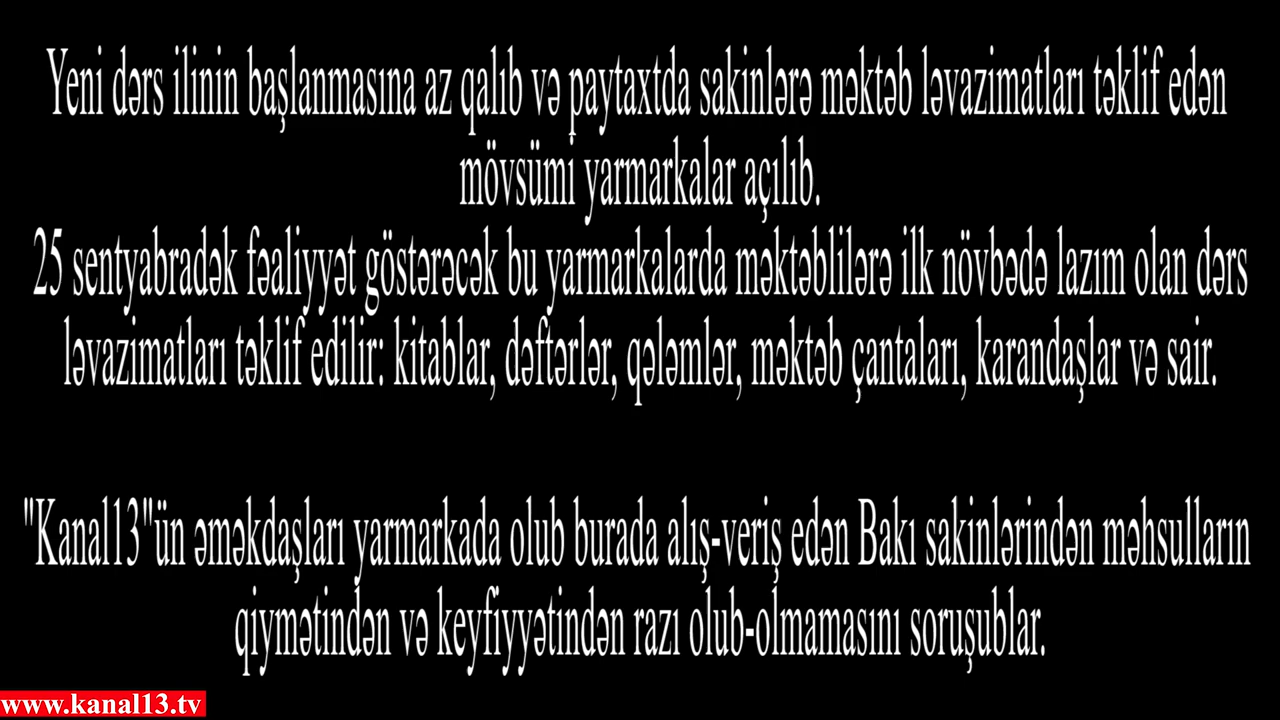 Yeni dərs ilinin başlanmasına az qalıb və paytaxtda sakinlərə məktəb ləvazimatları təklif edən
mövsümi yarmarkalar açılıb.
25 sentyabradək fəaliyyət göstərəcək bu yarmarkalarda məktəblilərə ilk növbədə lazım olan dərs
ləvazimatları təklif edilir: kitablar, dəftərlər, qələmlər, məktəb çantaları, karandaşlar və sair.
"Kanal13"ün əməkdaşları yarmarkada olub burada alış-veriş edən Bakı sakinlərindən məhsulların
qiymətindən və keyfiyyətindən razı olub-olmamasını soruşublar.
www.kanal13.tv